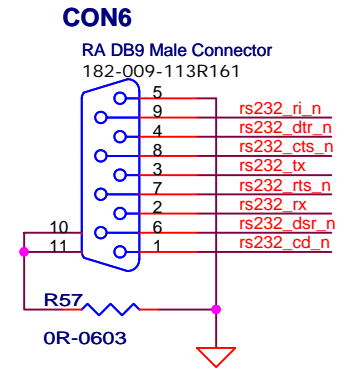 CON6
RA DB9 Male Connector
182-009-113R161
5
9 rs232_ri_n
4 rs232_dtr_n
8 rs232_cts_n
3 rs232_tx
7 rs232_rts_n
2 rs232_rx
10 6 rs232_dsr_n
11 1 rs232_cd_n
R57
0R-0603